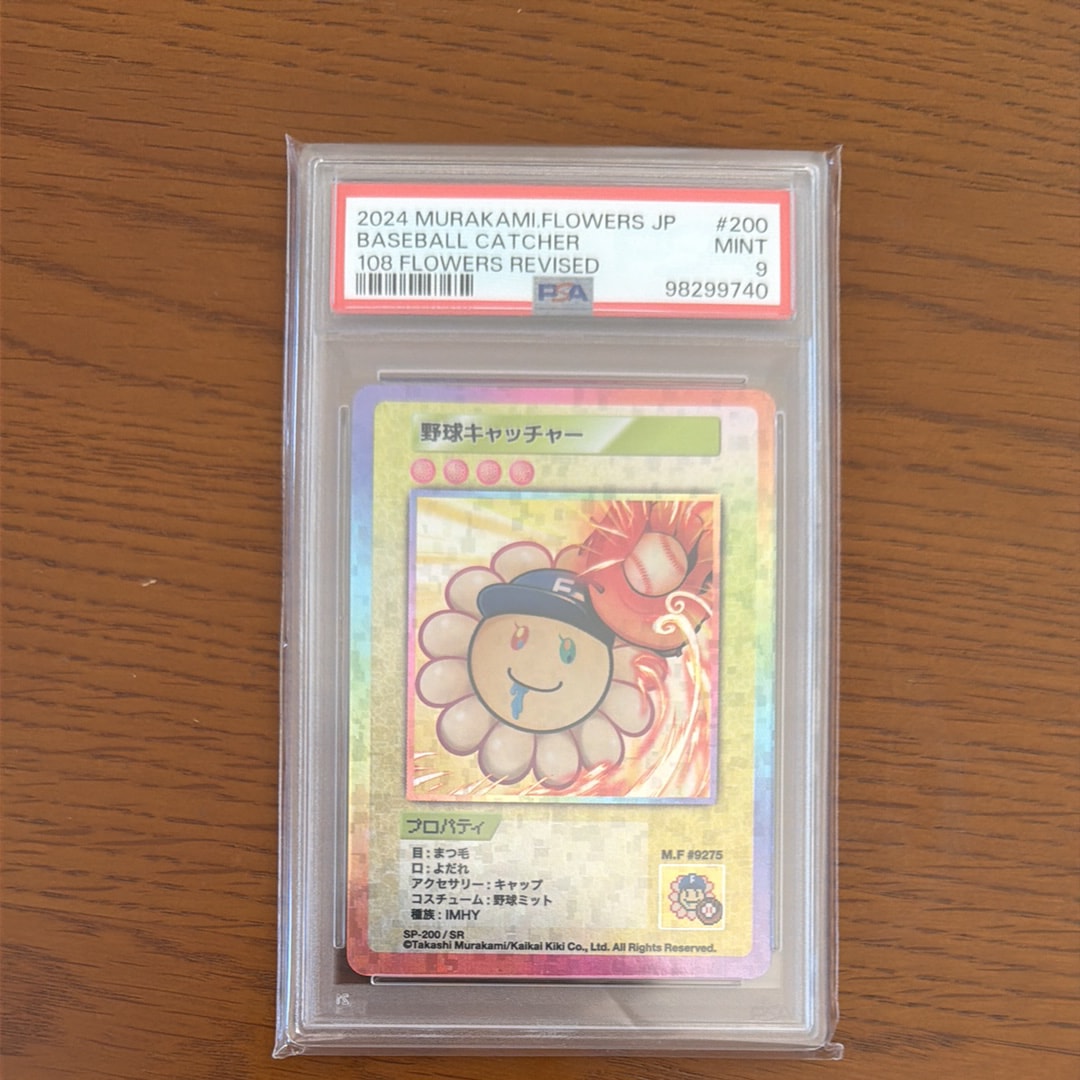 2024 MURAKAMI.FLOWERS JP #200
BASEBALL CATCHER MINT
108 FLOWERS REVISED 9
PSA 98299740
野球キャッチャー
F
プロパティ
目:まつ毛
口:よだれ
アクセサリー:キャップ
コスチューム:野球ミット
種族:IMHY
M.F #9275
F
SP-200 / SR
©Takashi Murakami/Kaikai Kiki Co., Ltd. All Rights Reserved.